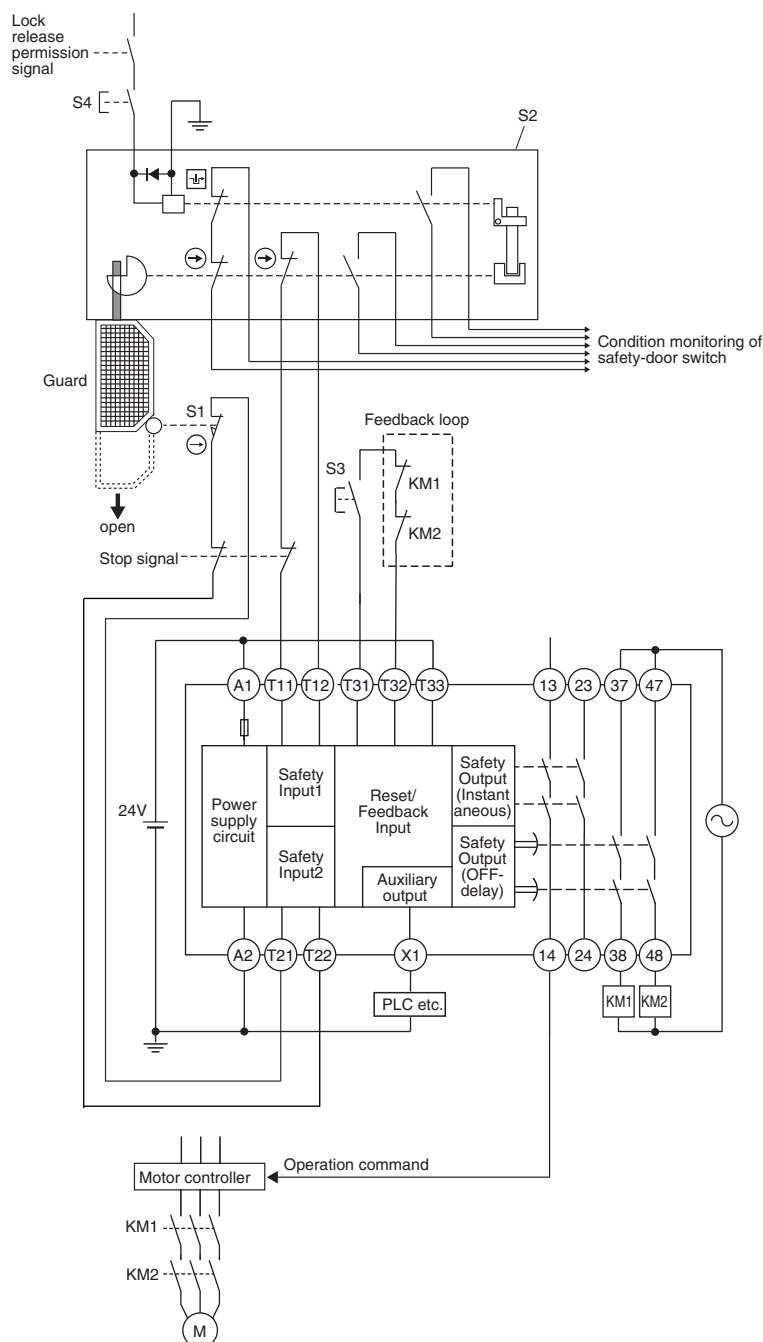 Lock
release
permission
signal
S4
S2
Condition monitoring of
safety-door switch
Guard
S1
open
Stop signal
Feedback loop
S3
KM1
KM2
A1
T11
T12
T31
T32
T33
13
23
37
47
24V
Power
supply
circuit
Safety
Input1
Safety
Input2
Reset/
Feedback
Input
Auxiliary
output
Safety
Output
(Instant
aneous)
Safety
Output
(OFF-
delay)
A2
T21
T22
X1
14
24
38
48
PLC etc.
KM1
KM2
Operation command
Motor controller
KM1
KM2
M